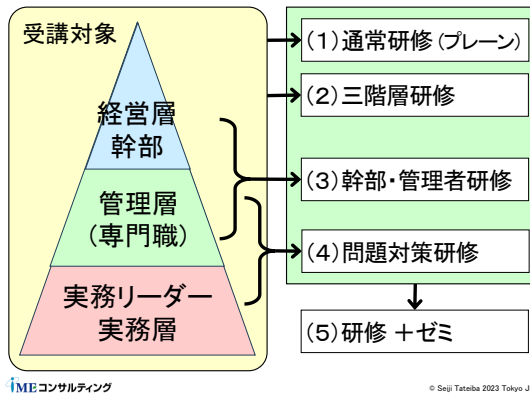 受講対象
経営層
幹部
管理層
(専門職)
実務リーダー
実務層
(1)通常研修 (プレーン)
(2)三階層研修
(3)幹部・管理者研修
(4)問題対策研修
(5)研修 +ゼミ
iMEコンサルティング
© Seiji Tateiba 2023 Tokyo J